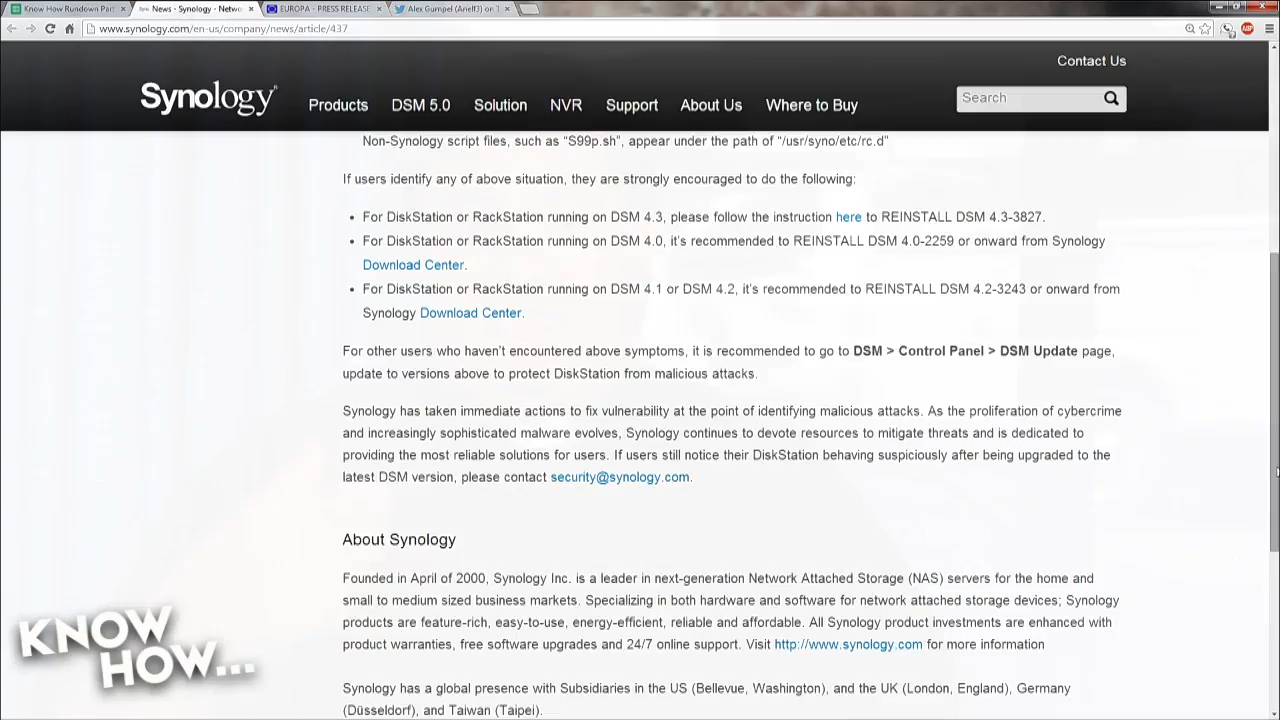 Know How Rundown Part
News - Synology - Netwo
EUROPA - PRESS RELEASE
Alex Gumpel (Anelf3) on T
www.synology.com/en-us/company/news/article/437
Contact Us
Synology
Products DSM 5.0 Solution NVR Support About Us Where to Buy
Search
Non-Synology script files, such as “S99p.sh”, appear under the path of “/usr/syno/etc/rc.d”
If users identify any of above situation, they are strongly encouraged to do the following:
• For DiskStation or RackStation running on DSM 4.3, please follow the instruction here to REINSTALL DSM 4.3-3827.
• For DiskStation or RackStation running on DSM 4.0, it’s recommended to REINSTALL DSM 4.0-2259 or onward from Synology
Download Center.
• For DiskStation or RackStation running on DSM 4.1 or DSM 4.2, it’s recommended to REINSTALL DSM 4.2-3243 or onward from
Synology Download Center.
For other users who haven’t encountered above symptoms, it is recommended to go to DSM > Control Panel > DSM Update page,
update to versions above to protect DiskStation from malicious attacks.
Synology has taken immediate actions to fix vulnerability at the point of identifying malicious attacks. As the proliferation of cybercrime
and increasingly sophisticated malware evolves, Synology continues to devote resources to mitigate threats and is dedicated to
providing the most reliable solutions for users. If users still notice their DiskStation behaving suspiciously after being upgraded to the
latest DSM version, please contact security@synology.com.
About Synology
Founded in April of 2000, Synology Inc. is a leader in next-generation Network Attached Storage (NAS) servers for the home and
small to medium sized business markets. Specializing in both hardware and software for network attached storage devices; Synology
products are feature-rich, easy-to-use, energy-efficient, reliable and affordable. All Synology product investments are enhanced with
product warranties, free software upgrades and 24/7 online support. Visit http://www.synology.com for more information
Synology has a global presence with Subsidiaries in the US (Bellevue, Washington), and the UK (London, England), Germany
(Düsseldorf), and Taiwan (Taipei).
KNOW
HOW...